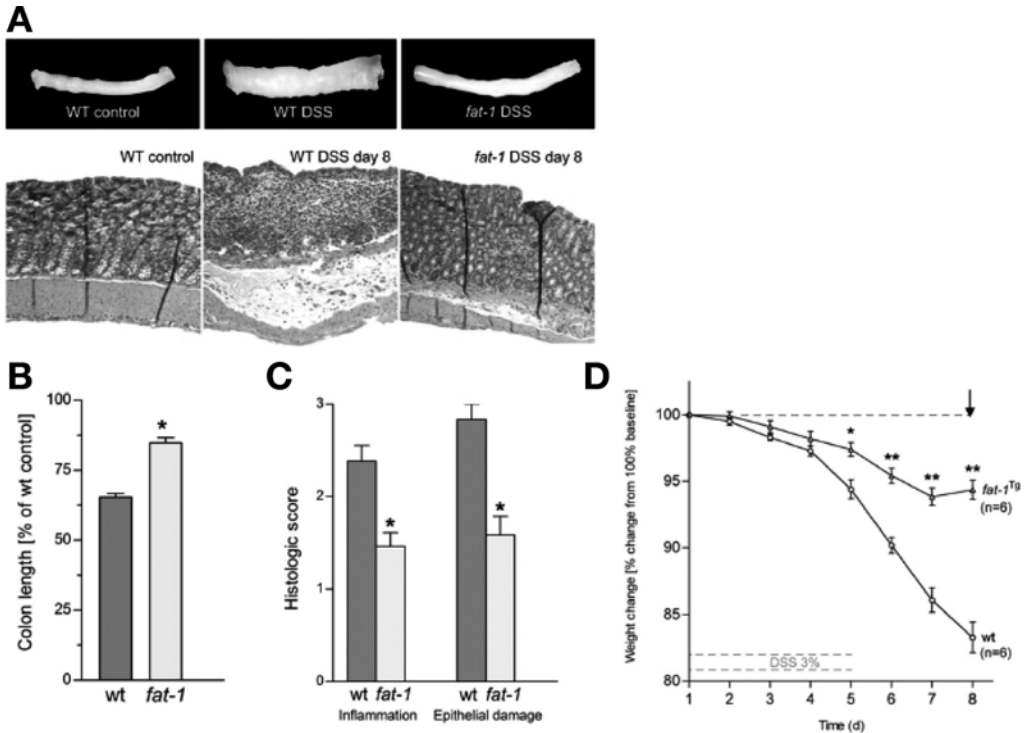 A
WT control
WT DSS
fat-1 DSS
WT control
WT DSS day 8
fat-1 DSS day 8
B
Colon length [% of wt control]
100
75
50
25
0
*
wt
fat-1
C
Histologic score
3
2
1
0
*
*
wt fat-1
wt fat-1
Inflammation
Epithelial damage
D
Weight change [% change from 100% baseline]
100
95
90
85
80
*
**
**
**
fat-1Tg
(n=6)
wt
(n=6)
DSS 3%
1 2 3 4 5 6 7 8
Time (d)